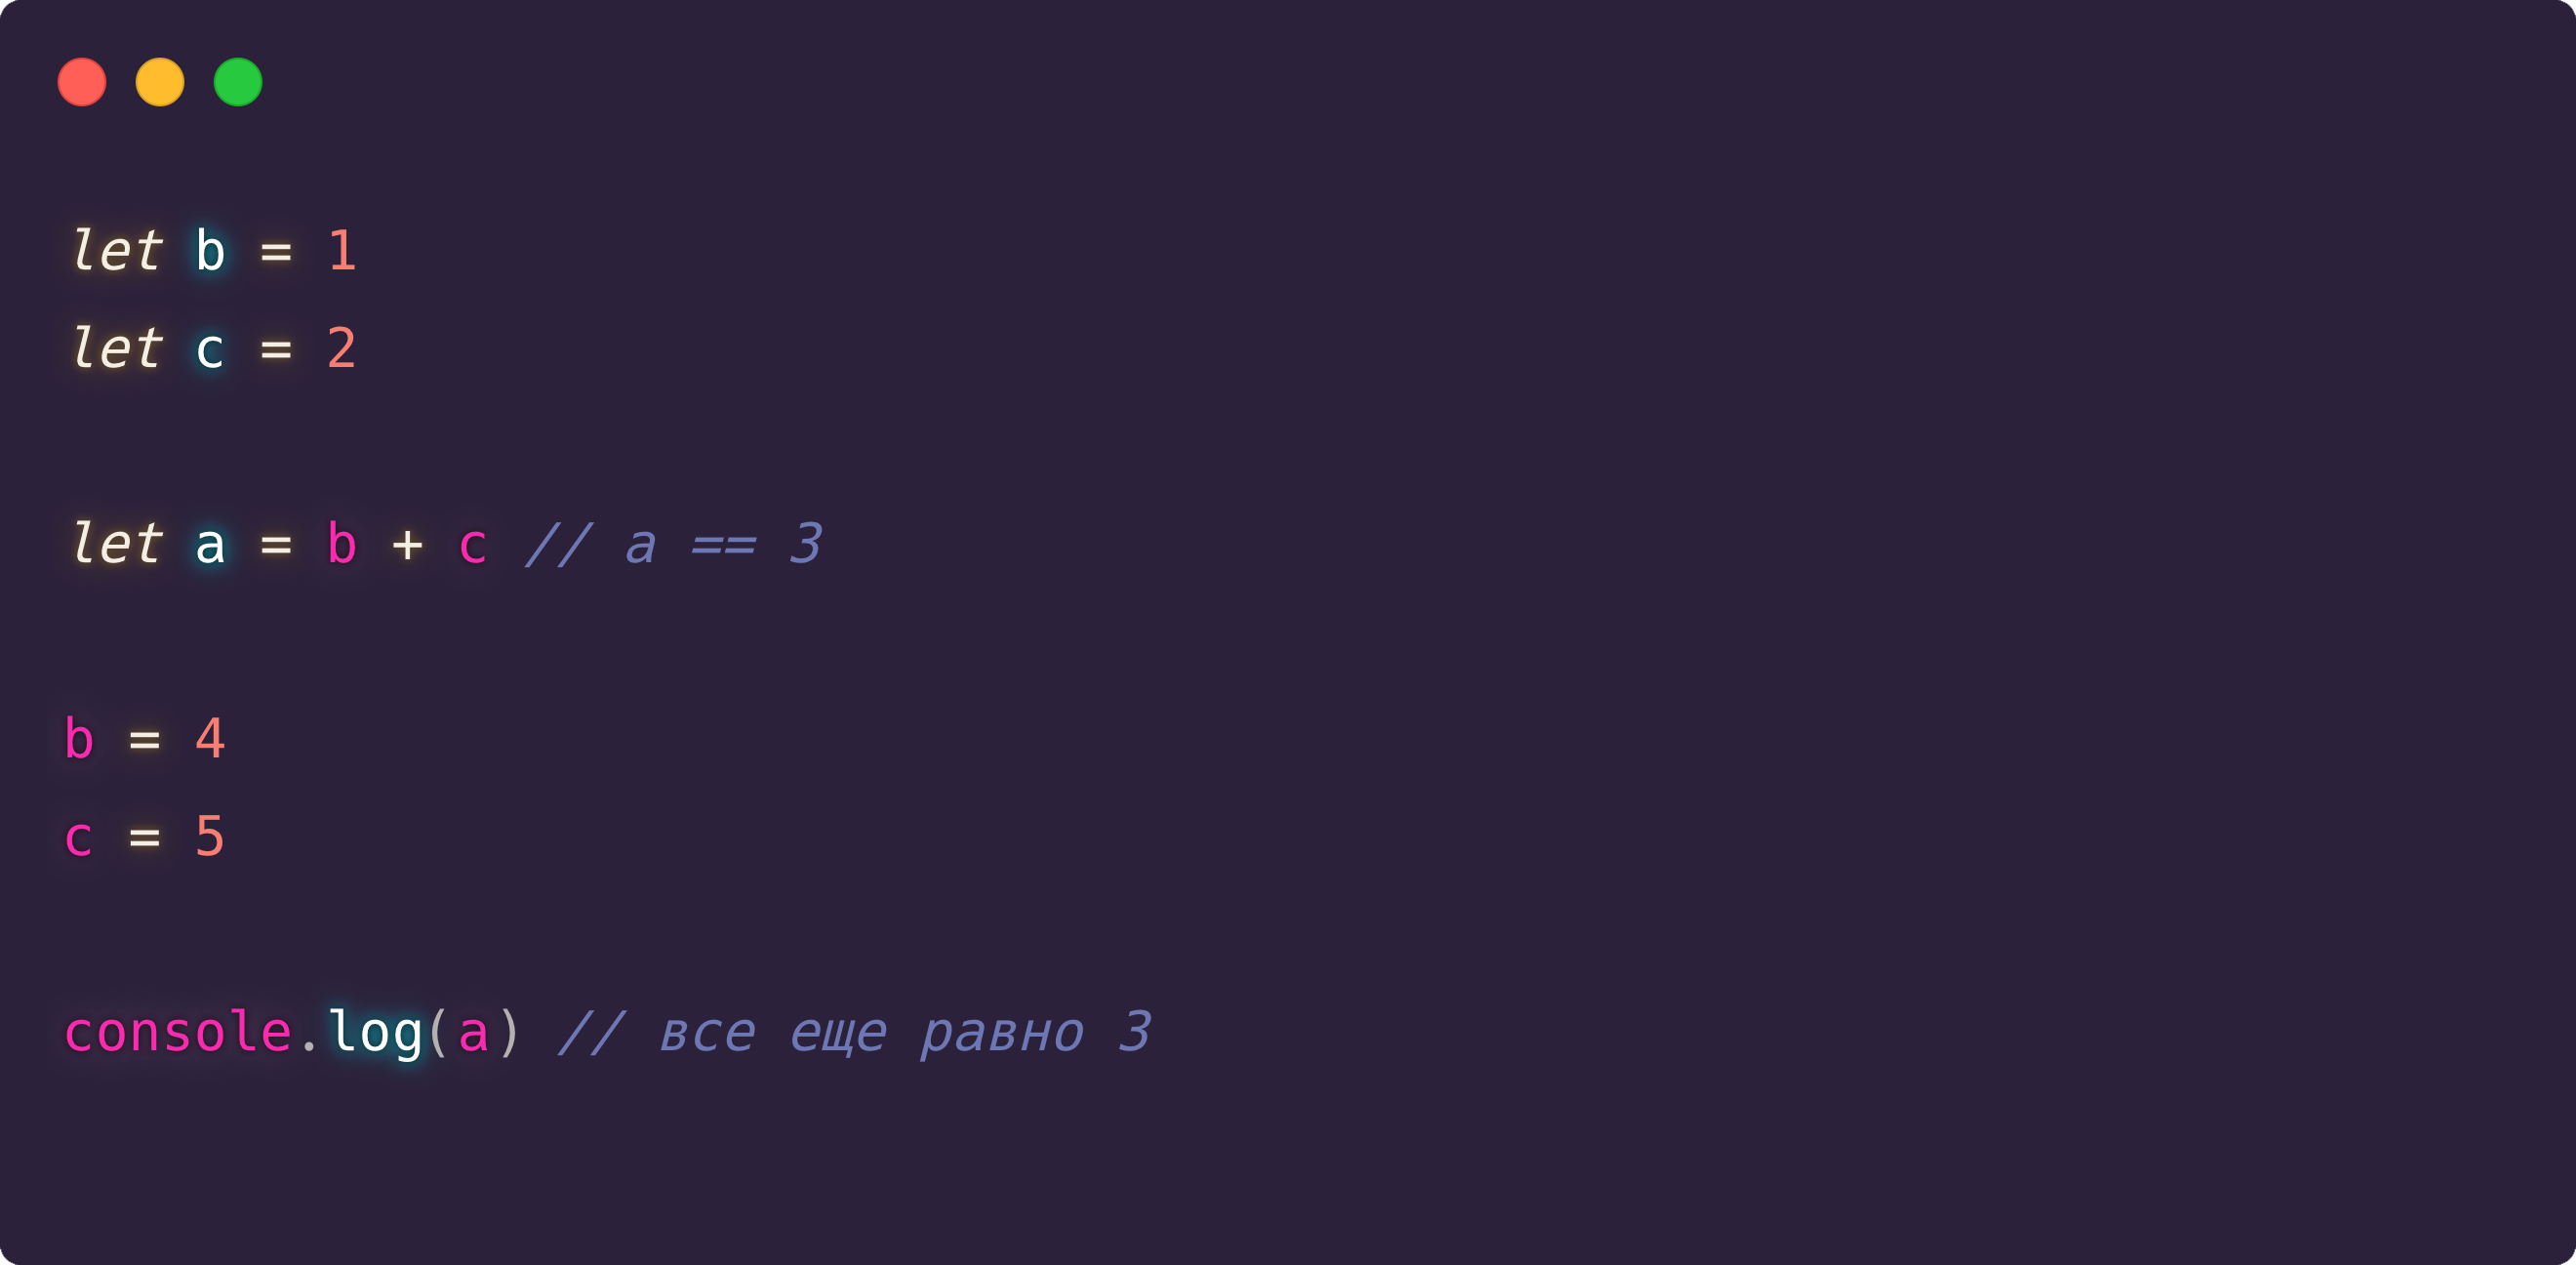 let b = 1
let c = 2
let a = b + c // a == 3
b = 4
c = 5
console.log(a) // все еще равно 3